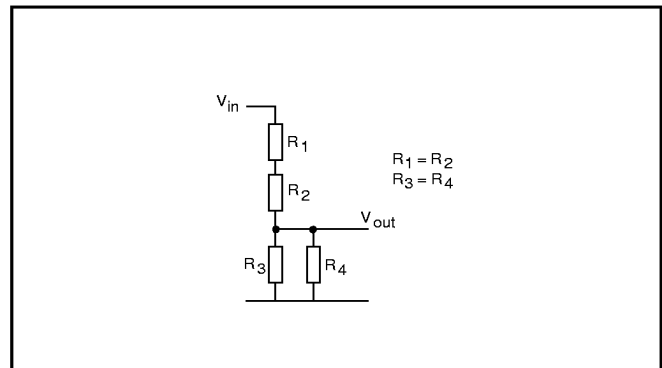 Vin
R1
R1 = R2
R3 = R4
R2
Vout
R3
R4